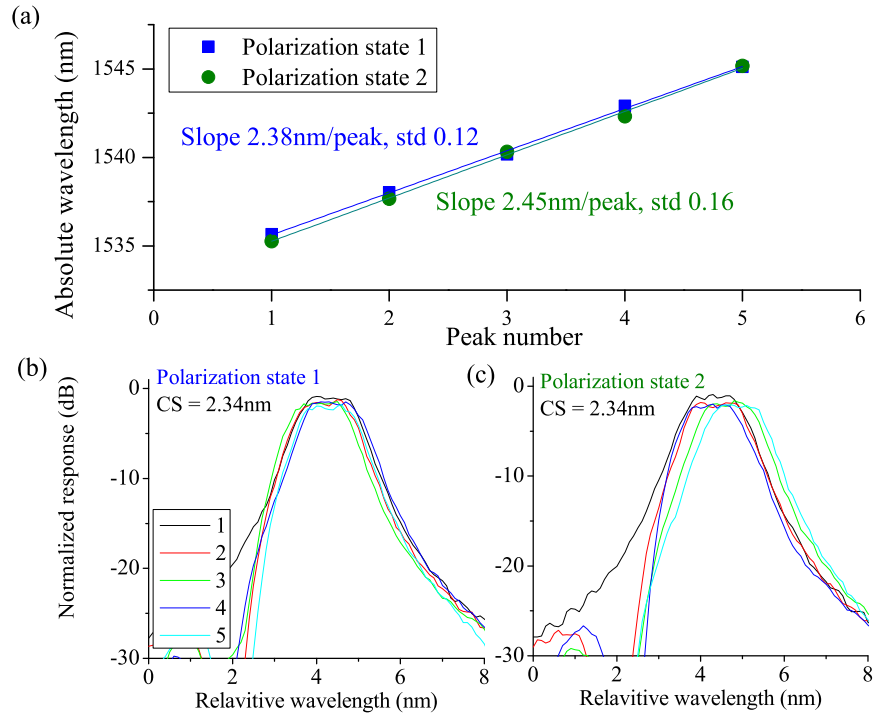 (a)
Polarization state 1
Polarization state 2
Slope 2.38nm/peak, std 0.12
Slope 2.45nm/peak, std 0.16
Absolute wavelength (nm)
1545
1540
1535
0 1 2 3 4 5 6
Peak number
(b)
Polarization state 1
CS = 2.34nm
Normalized response (dB)
0
-10
-20
-30
1
2
3
4
5
0 2 4 6 8
Relavitive wavelength (nm)
(c)
Polarization state 2
CS = 2.34nm
0
-10
-20
-30
0 2 4 6 8
Relavitive wavelength (nm)